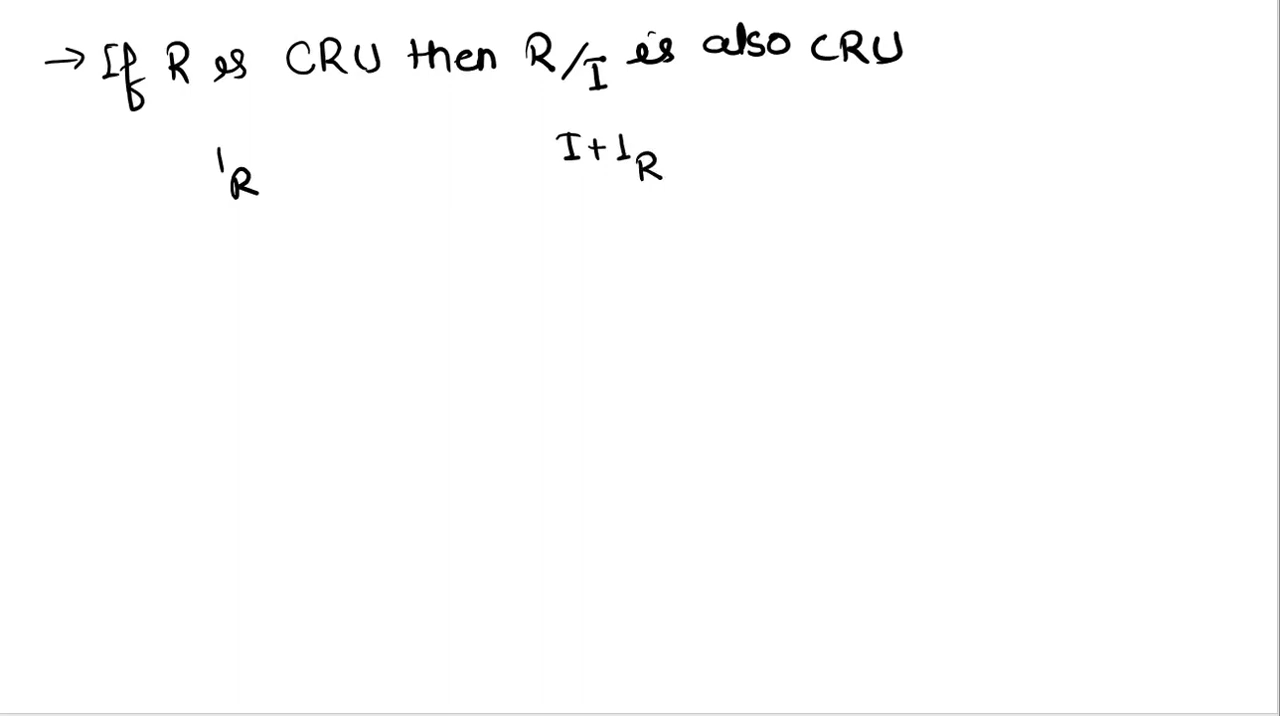 → If R is CRU then R/I is also CRU
1R I+1R